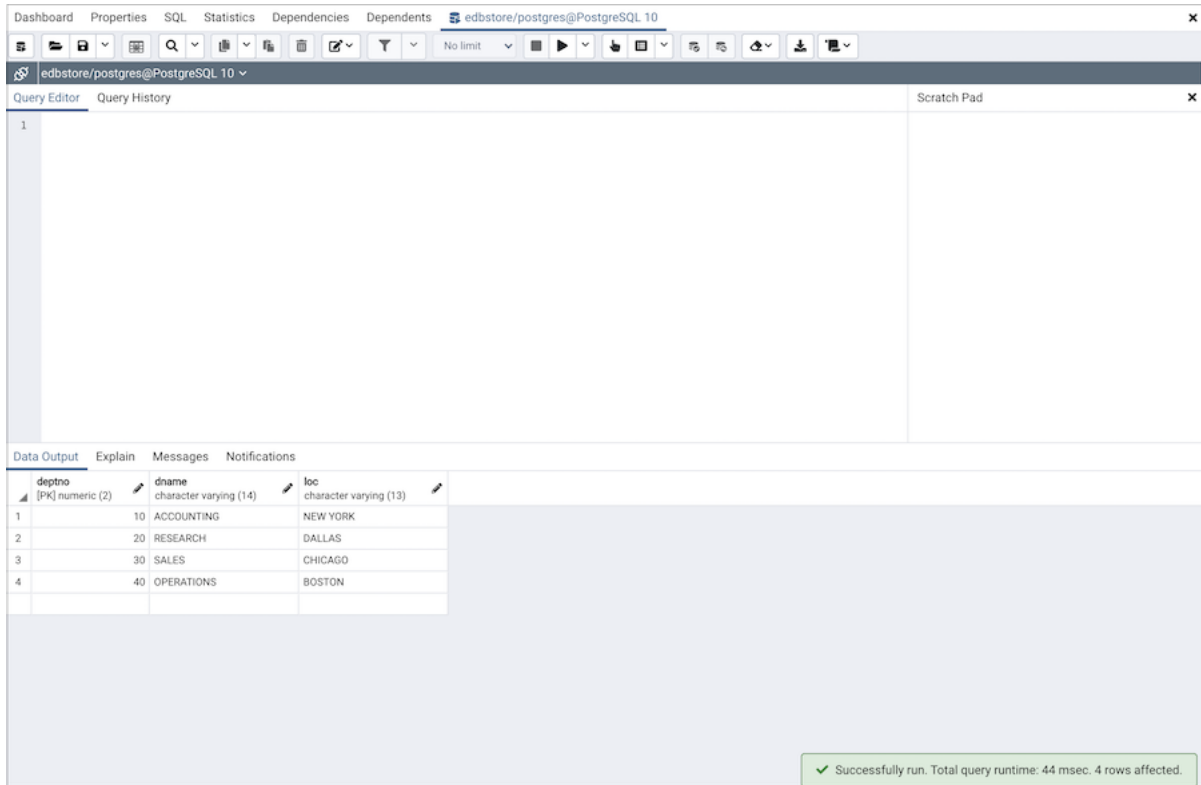 Dashboard Properties SQL Statistics Dependencies Dependents edbstore/postgres@PostgreSQL 10
No limit
edbstore/postgres@PostgreSQL 10
Query Editor Query History Scratch Pad
1
Data Output Explain Messages Notifications
deptno dname loc
[PK] numeric (2) character varying (14) character varying (13)
1 10 ACCOUNTING NEW YORK
2 20 RESEARCH DALLAS
3 30 SALES CHICAGO
4 40 OPERATIONS BOSTON
Successfully run. Total query runtime: 44 msec. 4 rows affected.